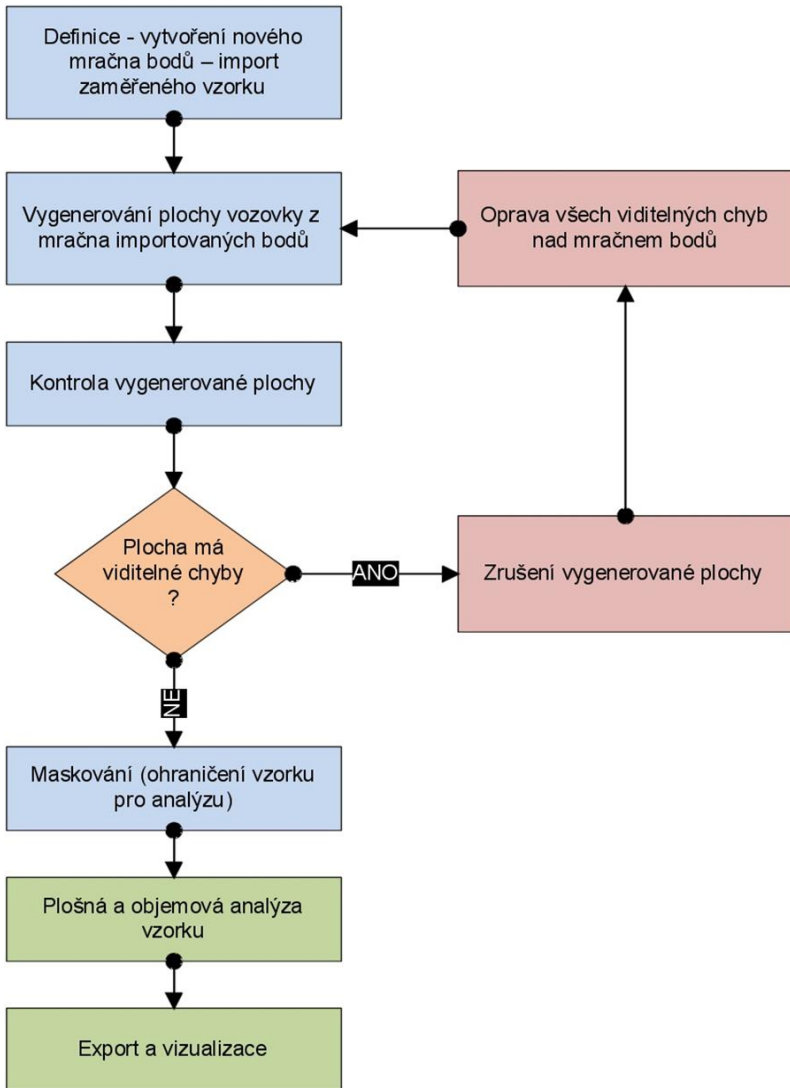 Definice - vytvoření nového
mračna bodů – import
zaměřeného vzorku
Vygenerování plochy vozovky z
mračna importovaných bodů
Oprava všech viditelných chyb
nad mračnem bodů
Kontrola vygenerované plochy
Plocha má
viditelné chyby
?
ANO
Zrušení vygenerované plochy
NE
Maskování (ohraničení vzorku
pro analýzu)
Plošná a objemová analýza
vzorku
Export a vizualizace